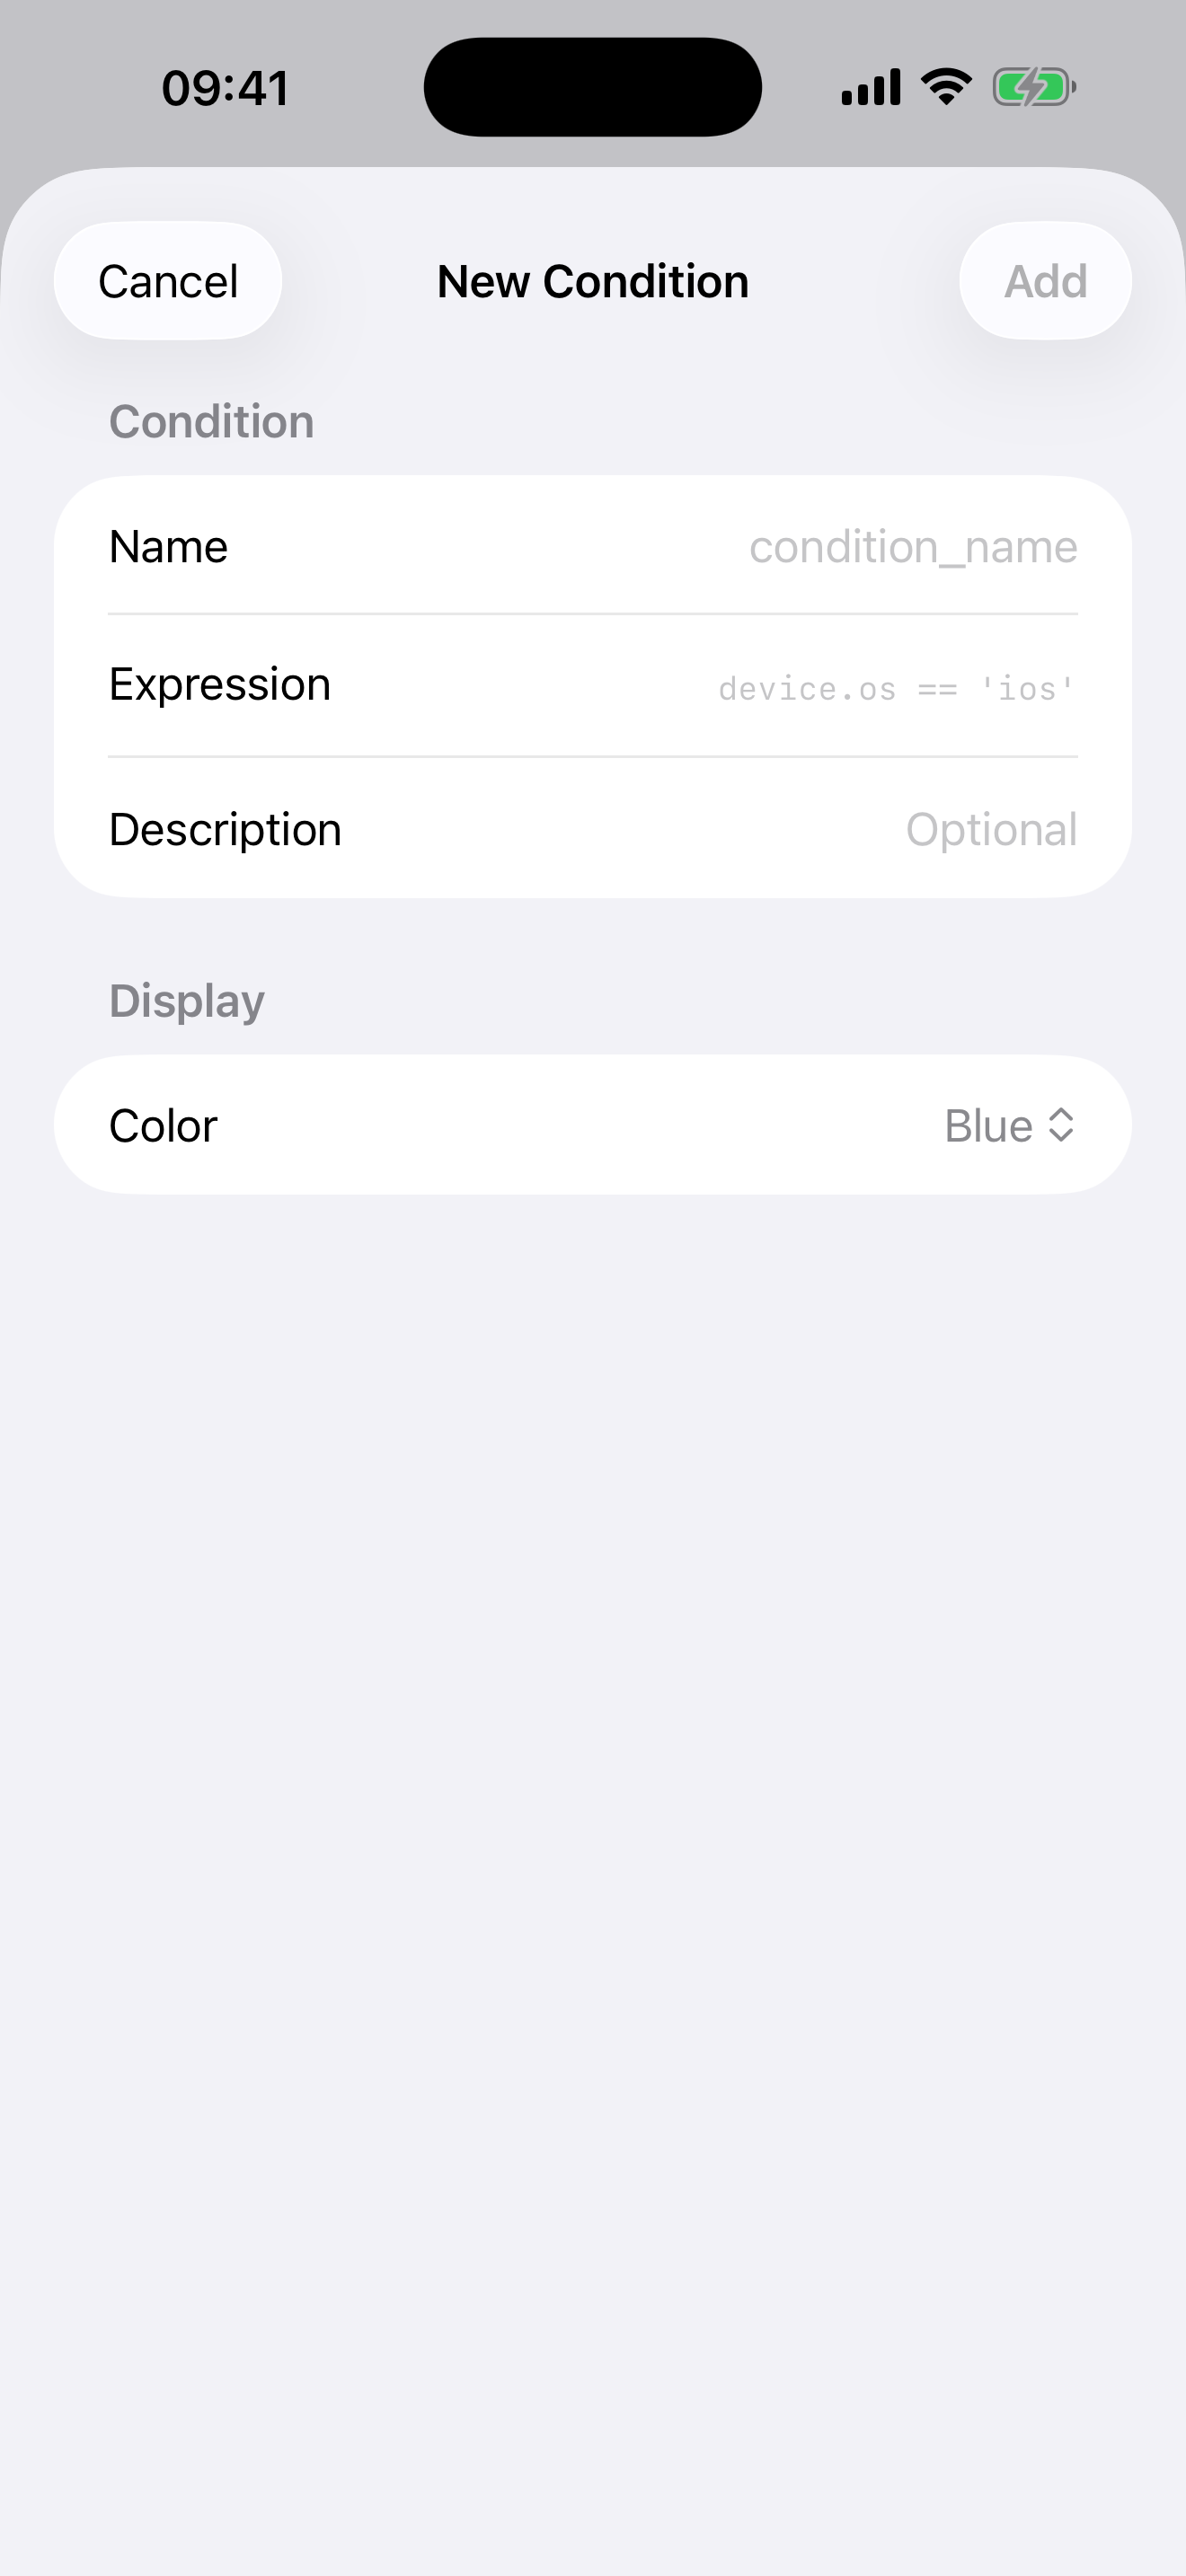 09:41
Cancel New Condition Add
Condition
Name condition_name
Expression device.os == 'ios'
Description Optional
Display
Color Blue